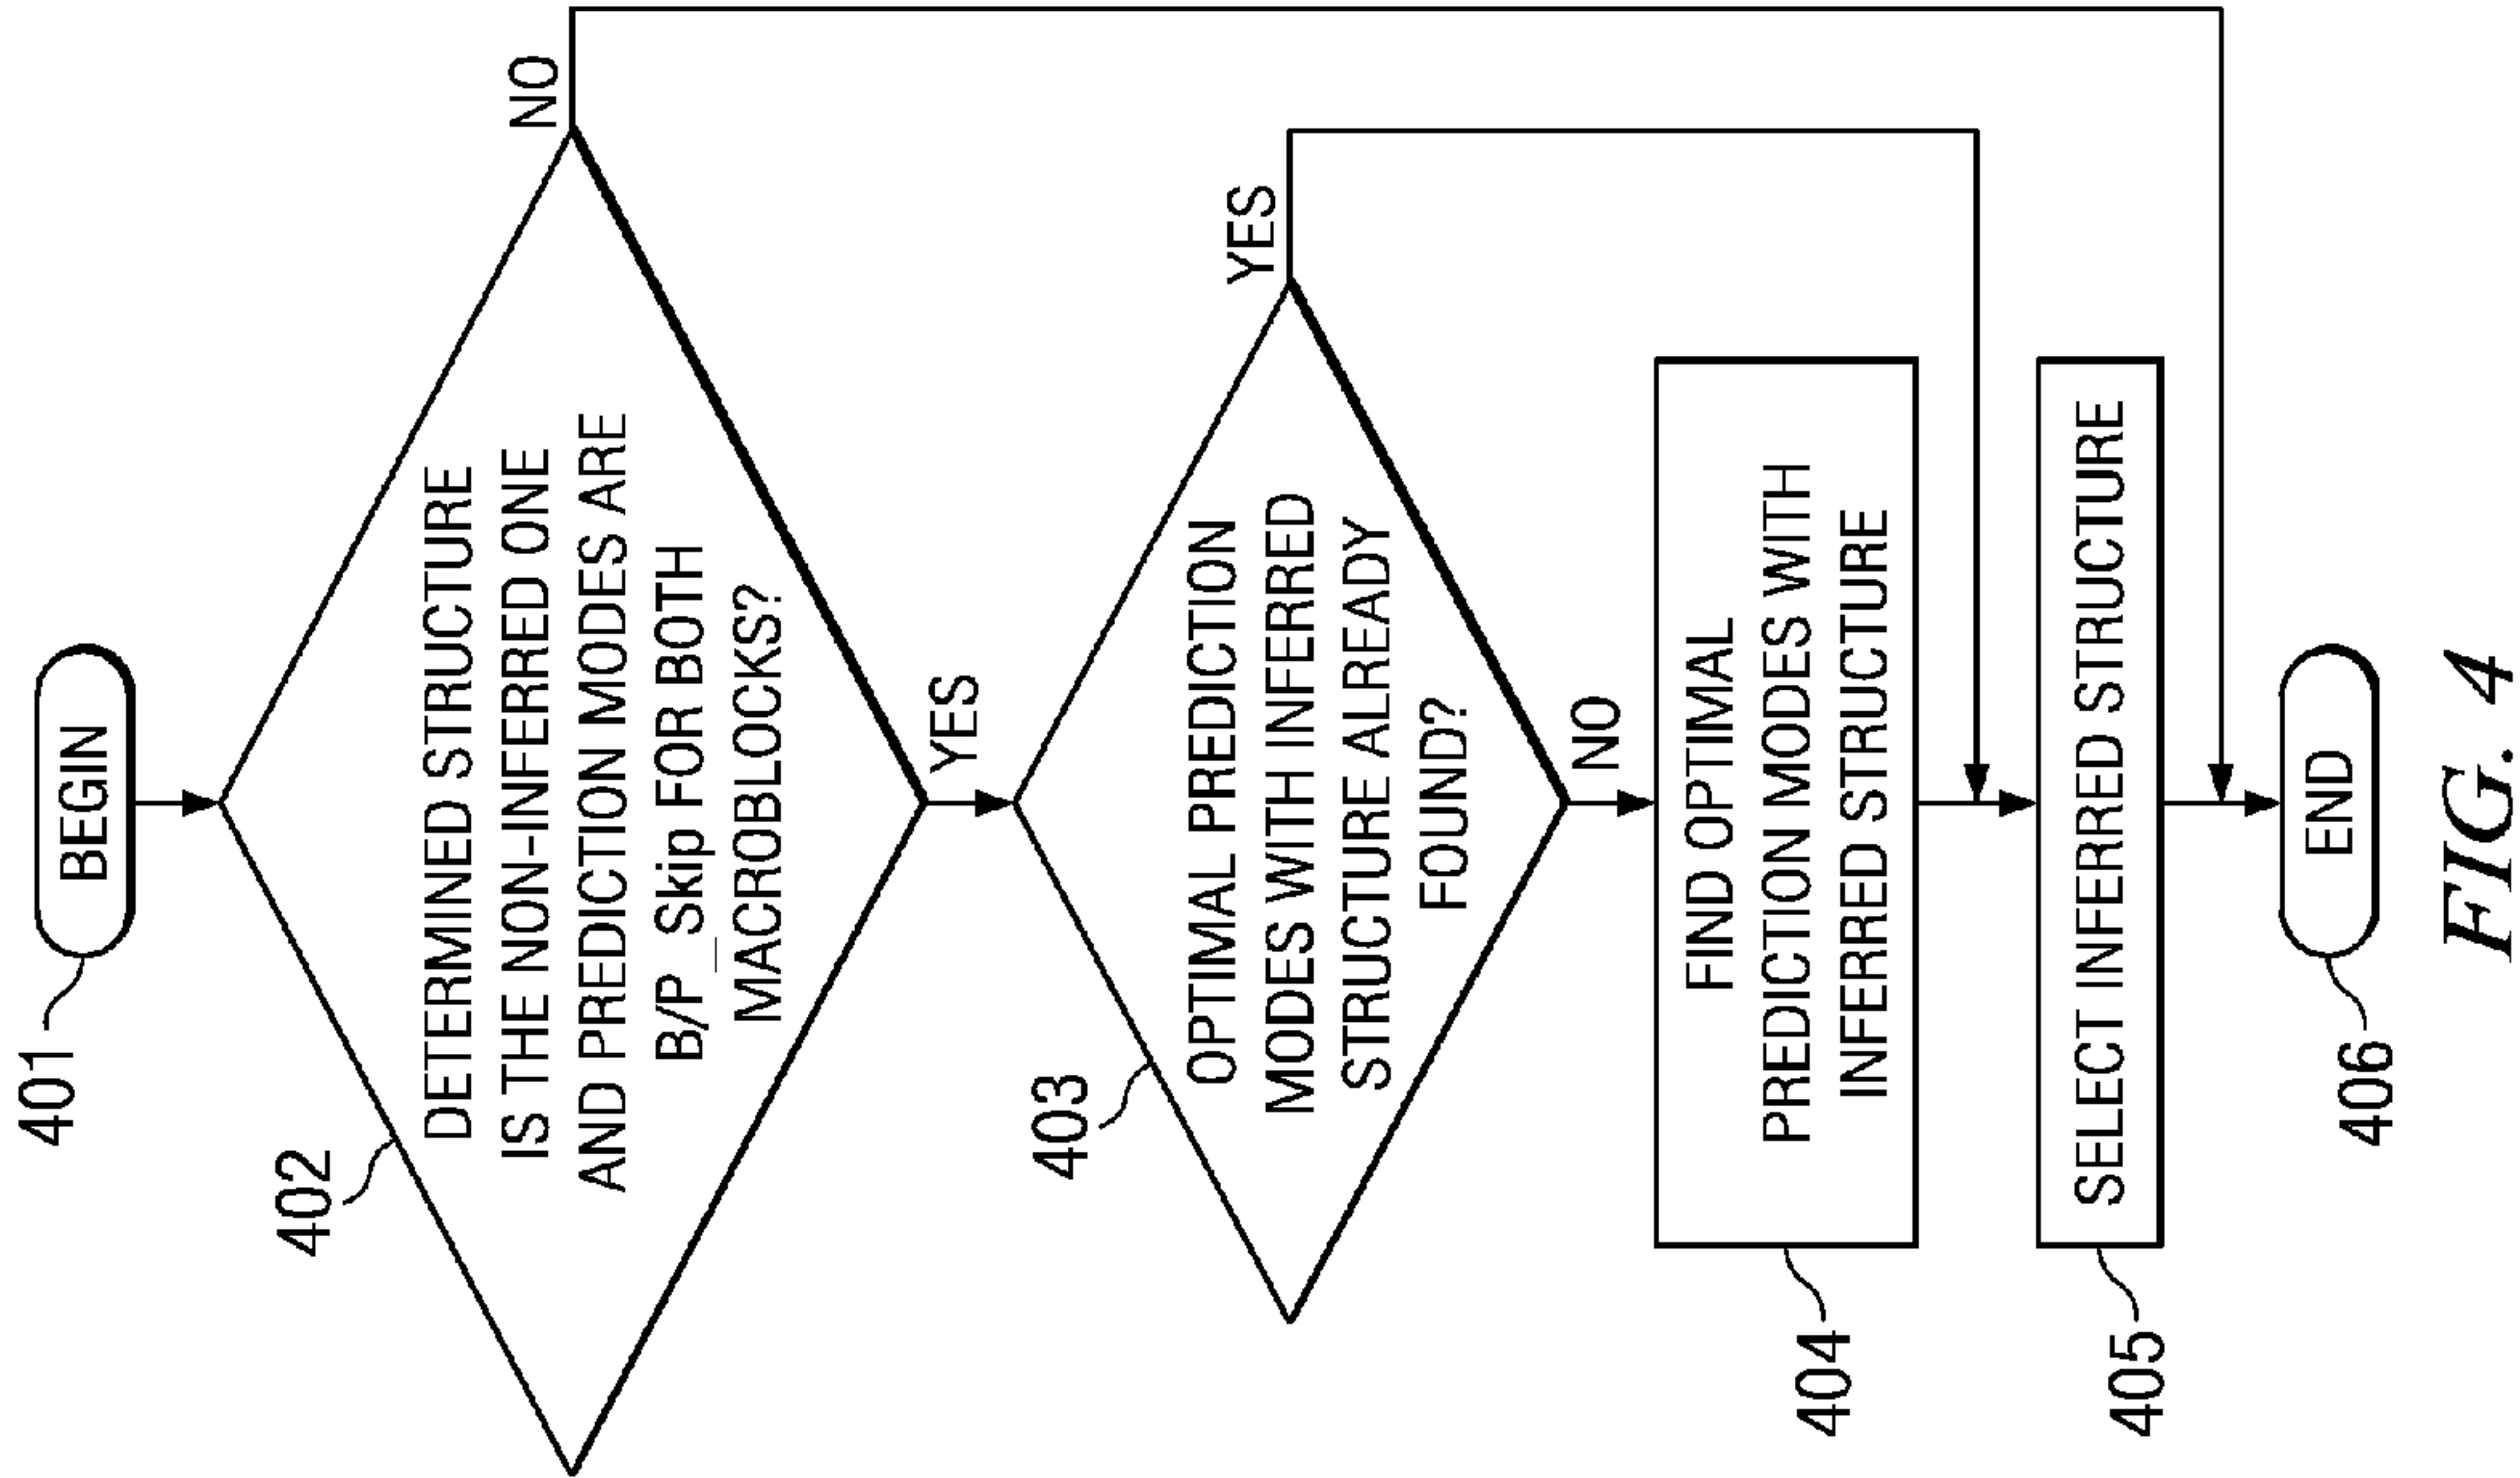 401
BEGIN
402
DETERMINED STRUCTURE
IS THE NON-INFERRED ONE
AND PREDICTION MODES ARE
B/P_Skip FOR BOTH
MACROBLOCKS?
NO
YES
403
OPTIMAL PREDICTION
MODES WITH INFERRED
STRUCTURE ALREADY
FOUND?
YES
NO
404
FIND OPTIMAL
PREDICTION MODES WITH
INFERRED STRUCTURE
405
SELECT INFERRED STRUCTURE
406
END
FIG. 4